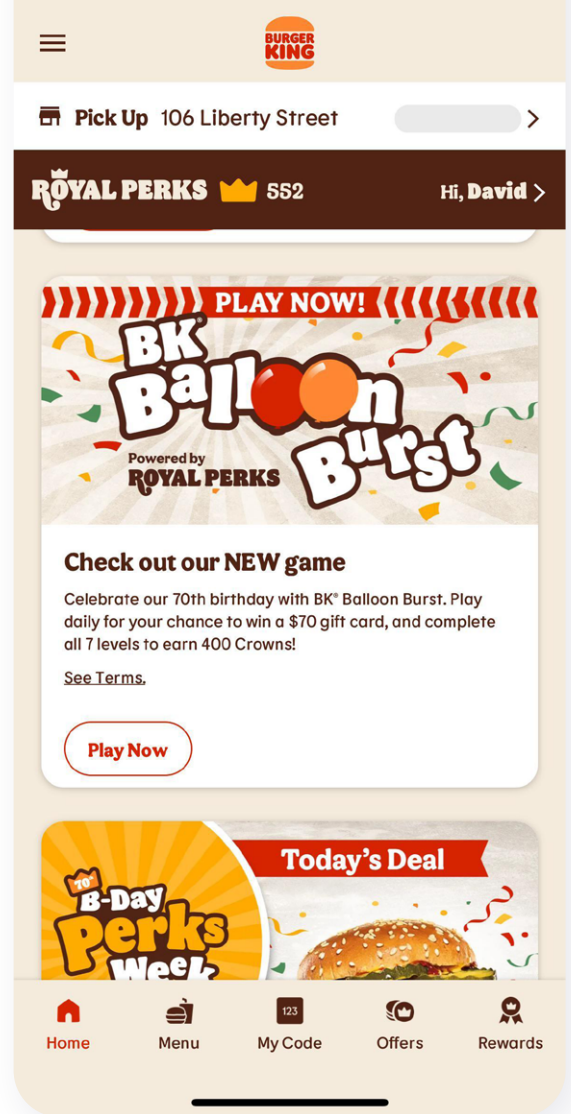 BURGER
KING
Pick Up 106 Liberty Street
ROYAL PERKS 552 Hi, David
PLAY NOW!
BK®
Balloon
Burst
Powered by
ROYAL PERKS
Check out our NEW game
Celebrate our 70th birthday with BK® Balloon Burst. Play
daily for your chance to win a $70 gift card, and complete
all 7 levels to earn 400 Crowns!
See Terms.
Play Now
Today's Deal
70th
B-Day
Perks
Week
123
Home Menu My Code Offers Rewards